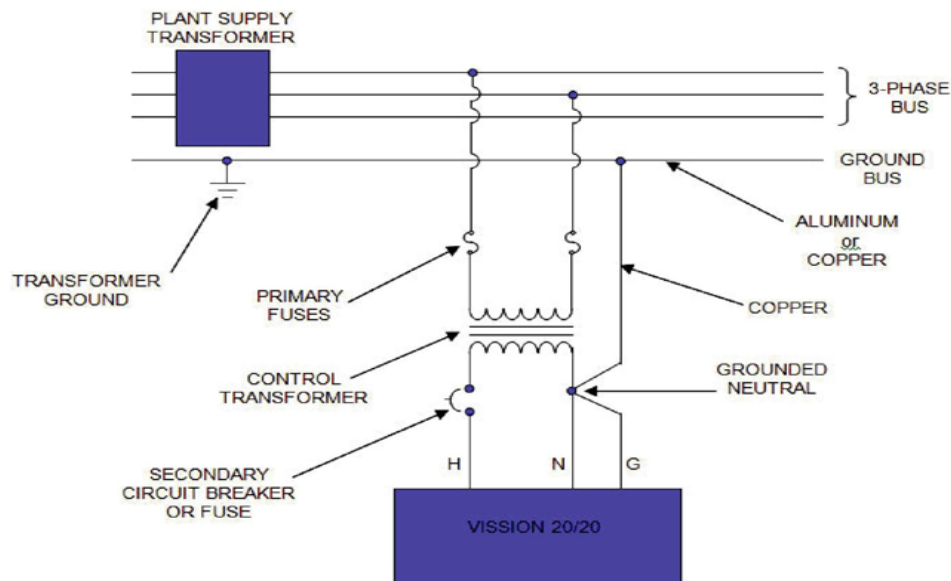 PLANT SUPPLY
TRANSFORMER
3-PHASE
BUS
GROUND
BUS
ALUMINUM
or
COPPER
TRANSFORMER
GROUND
PRIMARY
FUSES
COPPER
CONTROL
TRANSFORMER
GROUNDED
NEUTRAL
SECONDARY
CIRCUIT BREAKER
OR FUSE
H N G
VISSION 20/20